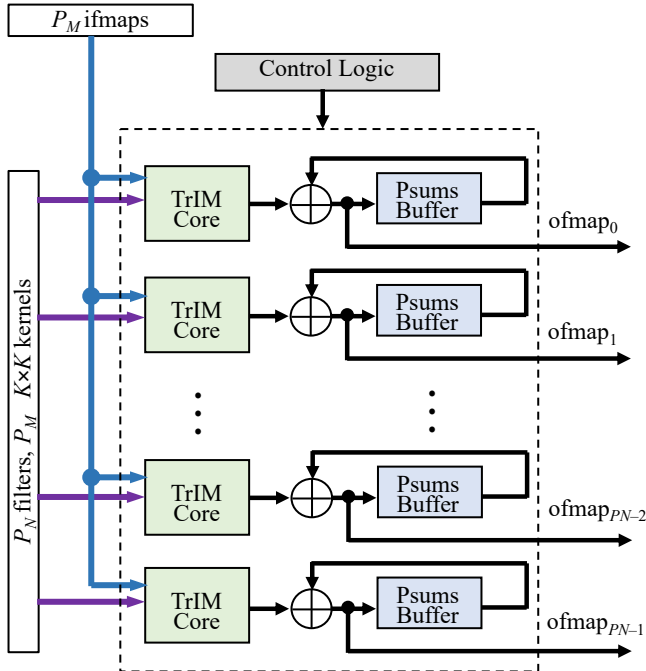 P_M ifmaps
Control Logic
P_N filters, P_M K×K kernels
TrIM
Core
Psums
Buffer
ofmap_0
TrIM
Core
Psums
Buffer
ofmap_1
TrIM
Core
Psums
Buffer
ofmap_{PN–2}
TrIM
Core
Psums
Buffer
ofmap_{PN–1}